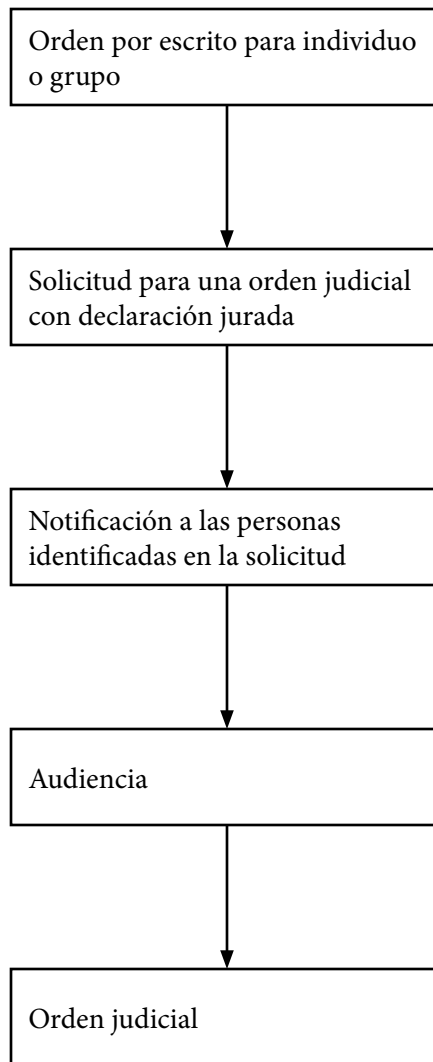 Orden por escrito para individuo
o grupo
Solicitud para una orden judicial
con declaración jurada
Notificación a las personas
identificadas en la solicitud
Audiencia
Orden judicial